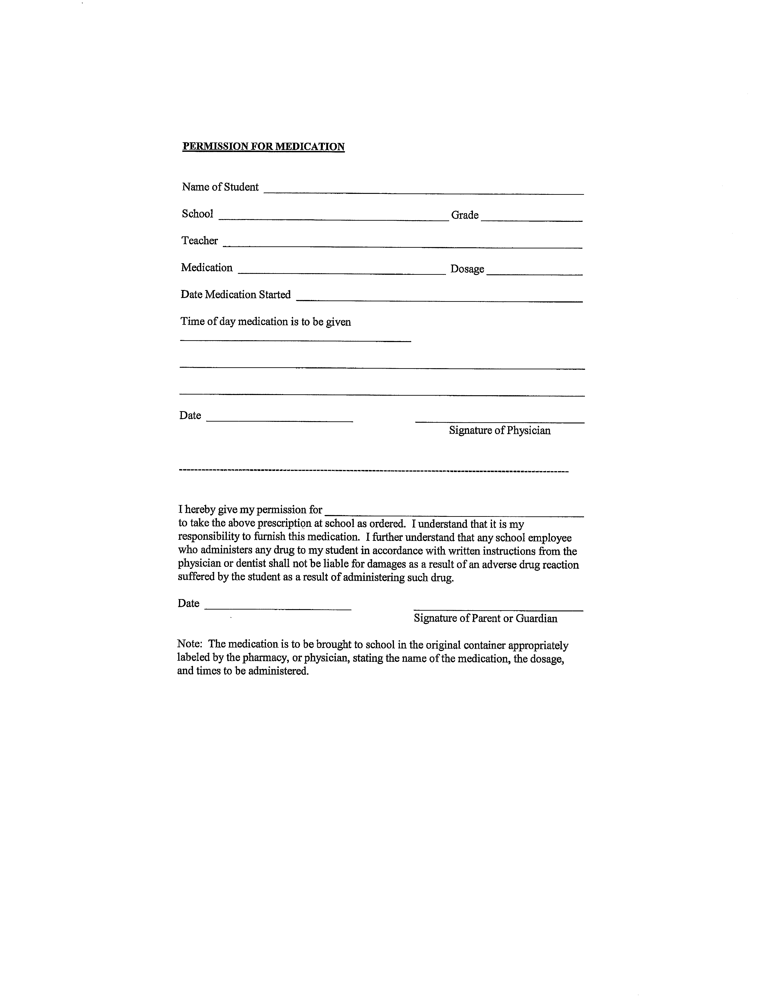 PERMISSION FOR MEDICATION
Name of Student
School Grade
Teacher
Medication Dosage
Date Medication Started
Time of day medication is to be given
Date
Signature of Physician
I hereby give my permission for
to take the above prescription at school as ordered. I understand that it is my
responsibility to furnish this medication. I further understand that any school employee
who administers any drug to my student in accordance with written instructions from the
physician or dentist shall not be liable for damages as a result of an adverse drug reaction
suffered by the student as a result of administering such drug.
Date
Signature of Parent or Guardian
Note: The medication is to be brought to school in the original container appropriately
labeled by the pharmacy, or physician, stating the name of the medication, the dosage,
and times to be administered.